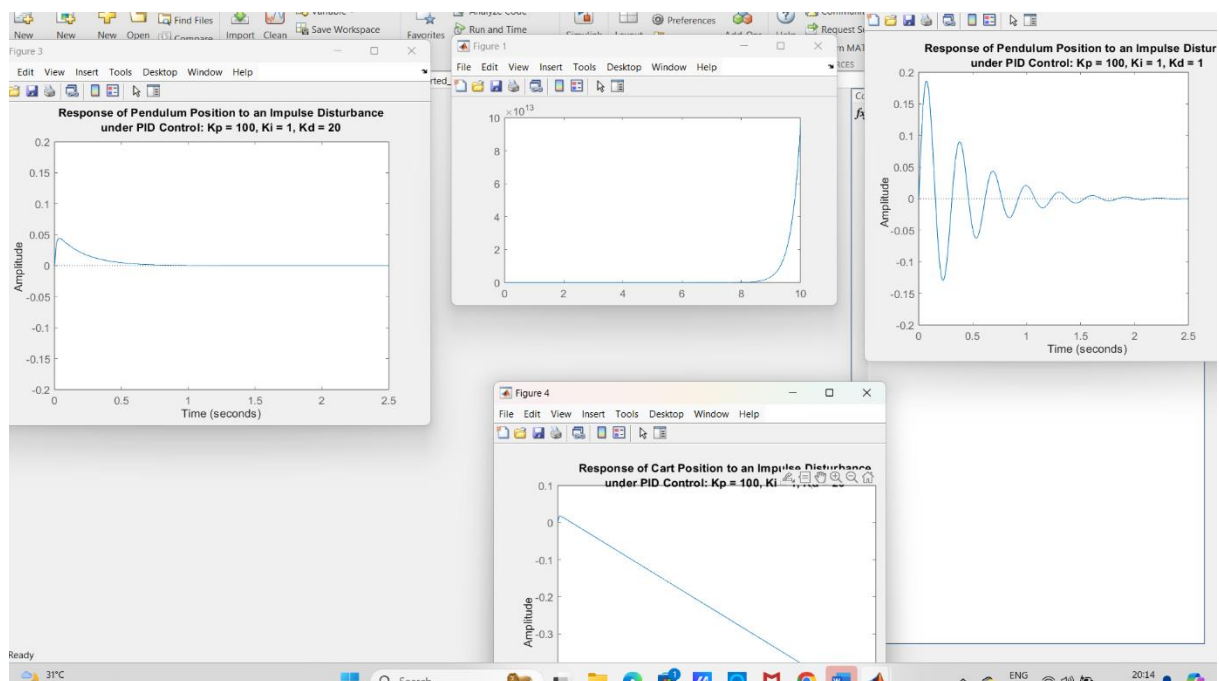 New New New Open Find Files Compare Import Clean Variable Save Workspace Favorites Analyze Code Run and Time Simulink Layout Preferences Add-Ons Help Community Request
Figure 3
Edit View Insert Tools Desktop Window Help
Response of Pendulum Position to an Impulse Disturbance
under PID Control: Kp = 100, Ki = 1, Kd = 20
0.2
0.15
0.1
0.05
0
-0.05
-0.1
-0.15
-0.2
Amplitude
0 0.5 1 1.5 2 2.5
Time (seconds)
Figure 1
File Edit View Insert Tools Desktop Window Help
×10^13
10
8
6
4
2
0
0 2 4 6 8 10
Response of Pendulum Position to an Impulse Distur
under PID Control: Kp = 100, Ki = 1, Kd = 1
0.2
0.15
0.1
0.05
0
-0.05
-0.1
-0.15
-0.2
Amplitude
0 0.5 1 1.5 2 2.5
Time (seconds)
fx
Figure 4
File Edit View Insert Tools Desktop Window Help
Response of Cart Position to an Impulse Disturbance
under PID Control: Kp = 100, Ki
0.1
0
-0.1
-0.2
-0.3
Amplitude
Ready
31°C
Search
ENG
20:14